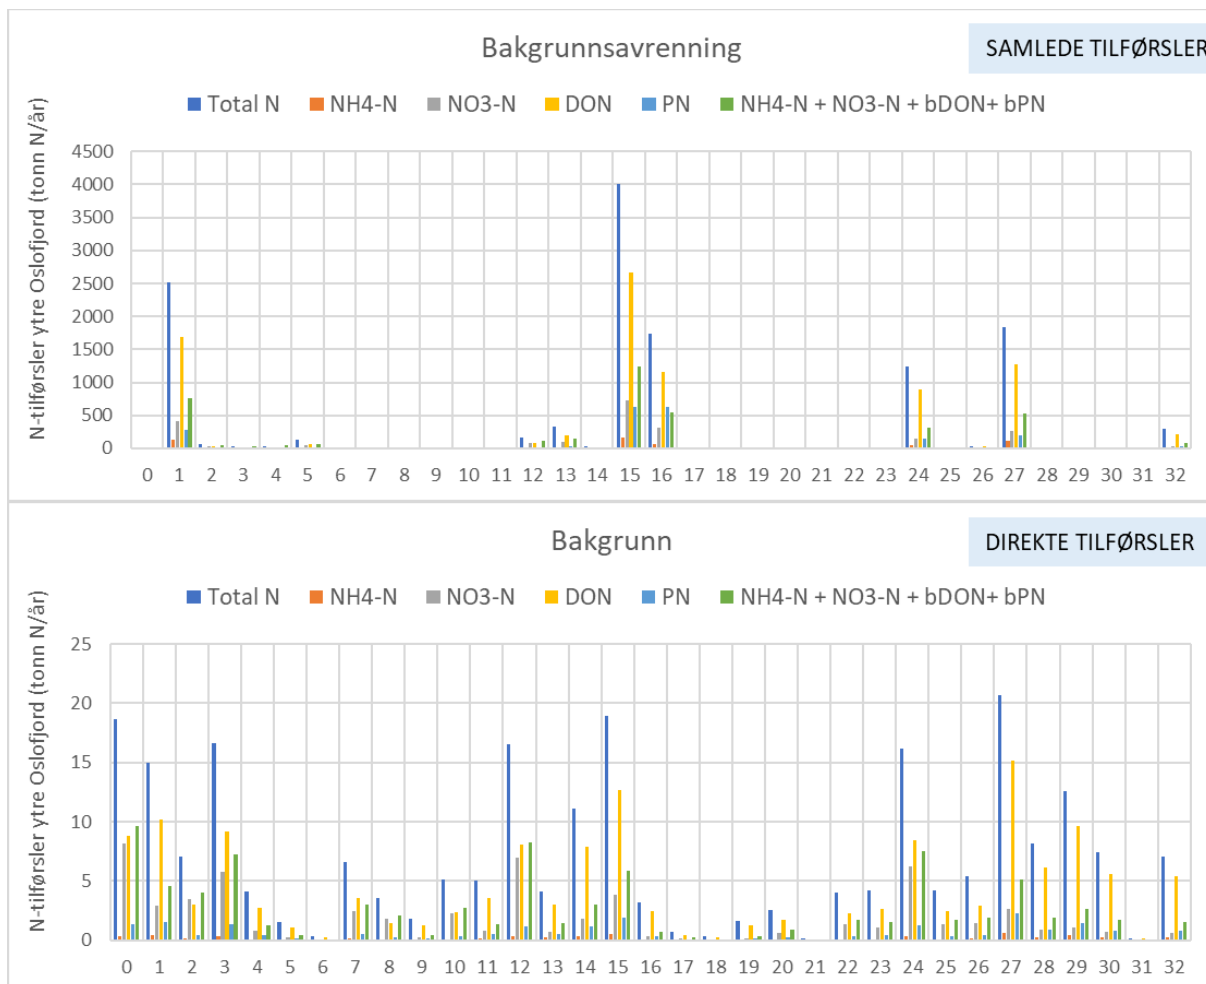 Bakgrunnsavrenning
SAMLEDE TILFØRSLER
Total N NH4-N NO3-N DON PN NH4-N + NO3-N + bDON+ bPN
N-tilførsler ytre Oslofjord (tonn N/år)
4500
4000
3500
3000
2500
2000
1500
1000
500
0
0 1 2 3 4 5 6 7 8 9 10 11 12 13 14 15 16 17 18 19 20 21 22 23 24 25 26 27 28 29 30 31 32
Bakgrunn
DIREKTE TILFØRSLER
Total N NH4-N NO3-N DON PN NH4-N + NO3-N + bDON+ bPN
N-tilførsler ytre Oslofjord (tonn N/år)
25
20
15
10
5
0
0 1 2 3 4 5 6 7 8 9 10 11 12 13 14 15 16 17 18 19 20 21 22 23 24 25 26 27 28 29 30 31 32